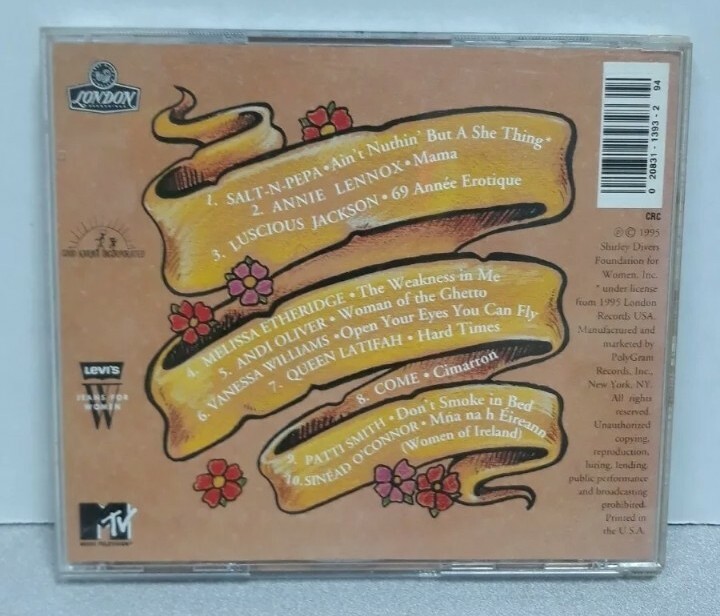 LONDON
1. SALT-N-PEPA • Ain't Nuthin' But A She Thing*
2. ANNIE LENNOX • Mama
3. LUSCIOUS JACKSON • 69 Année Erotique
4. MELISSA ETHERIDGE • The Weakness in Me
5. ANDI OLIVER • Woman of the Ghetto
6. VANESSA WILLIAMS • Open Your Eyes You Can Fly
7. QUEEN LATIFAH • Hard Times
8. COME • Cimarron
9. PATTI SMITH • Don't Smoke in Bed
10. SINÉAD O'CONNOR • Mná na h Éireann
(Women of Ireland)
LEVI'S
W
JEANS FOR
WOMEN
MTV
MUSIC TELEVISION
0 20831-1393-2 94
CRC
℗ © 1995
Shirley Divers
Foundation for
Women, Inc.
* under license
from 1995 London
Records USA.
Manufactured and
marketed by
PolyGram
Records, Inc.,
New York, NY.
All rights
reserved.
Unauthorized
copying,
reproduction,
hiring, lending,
public performance
and broadcasting
prohibited.
Printed in
the U.S.A.